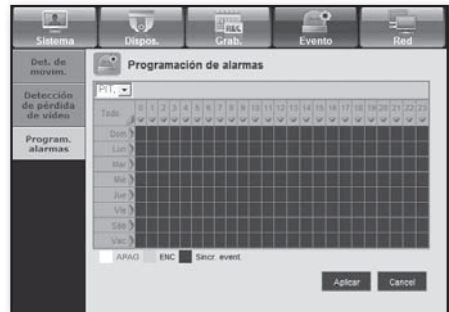 REC
Sistema Dispos. Grab. Evento Red
Det. de movim.
Detección de pérdida de vídeo
Program. alarmas
Programación de alarmas
PIT.
Todo 0 1 2 3 4 5 6 7 8 9 10 11 12 13 14 15 16 17 18 19 20 21 22 23
Dom
Lun
Mar
Mie
Jue
Vie
Sáb
Vac
APAG ENC Sincr. event.
Aplicar Cancel